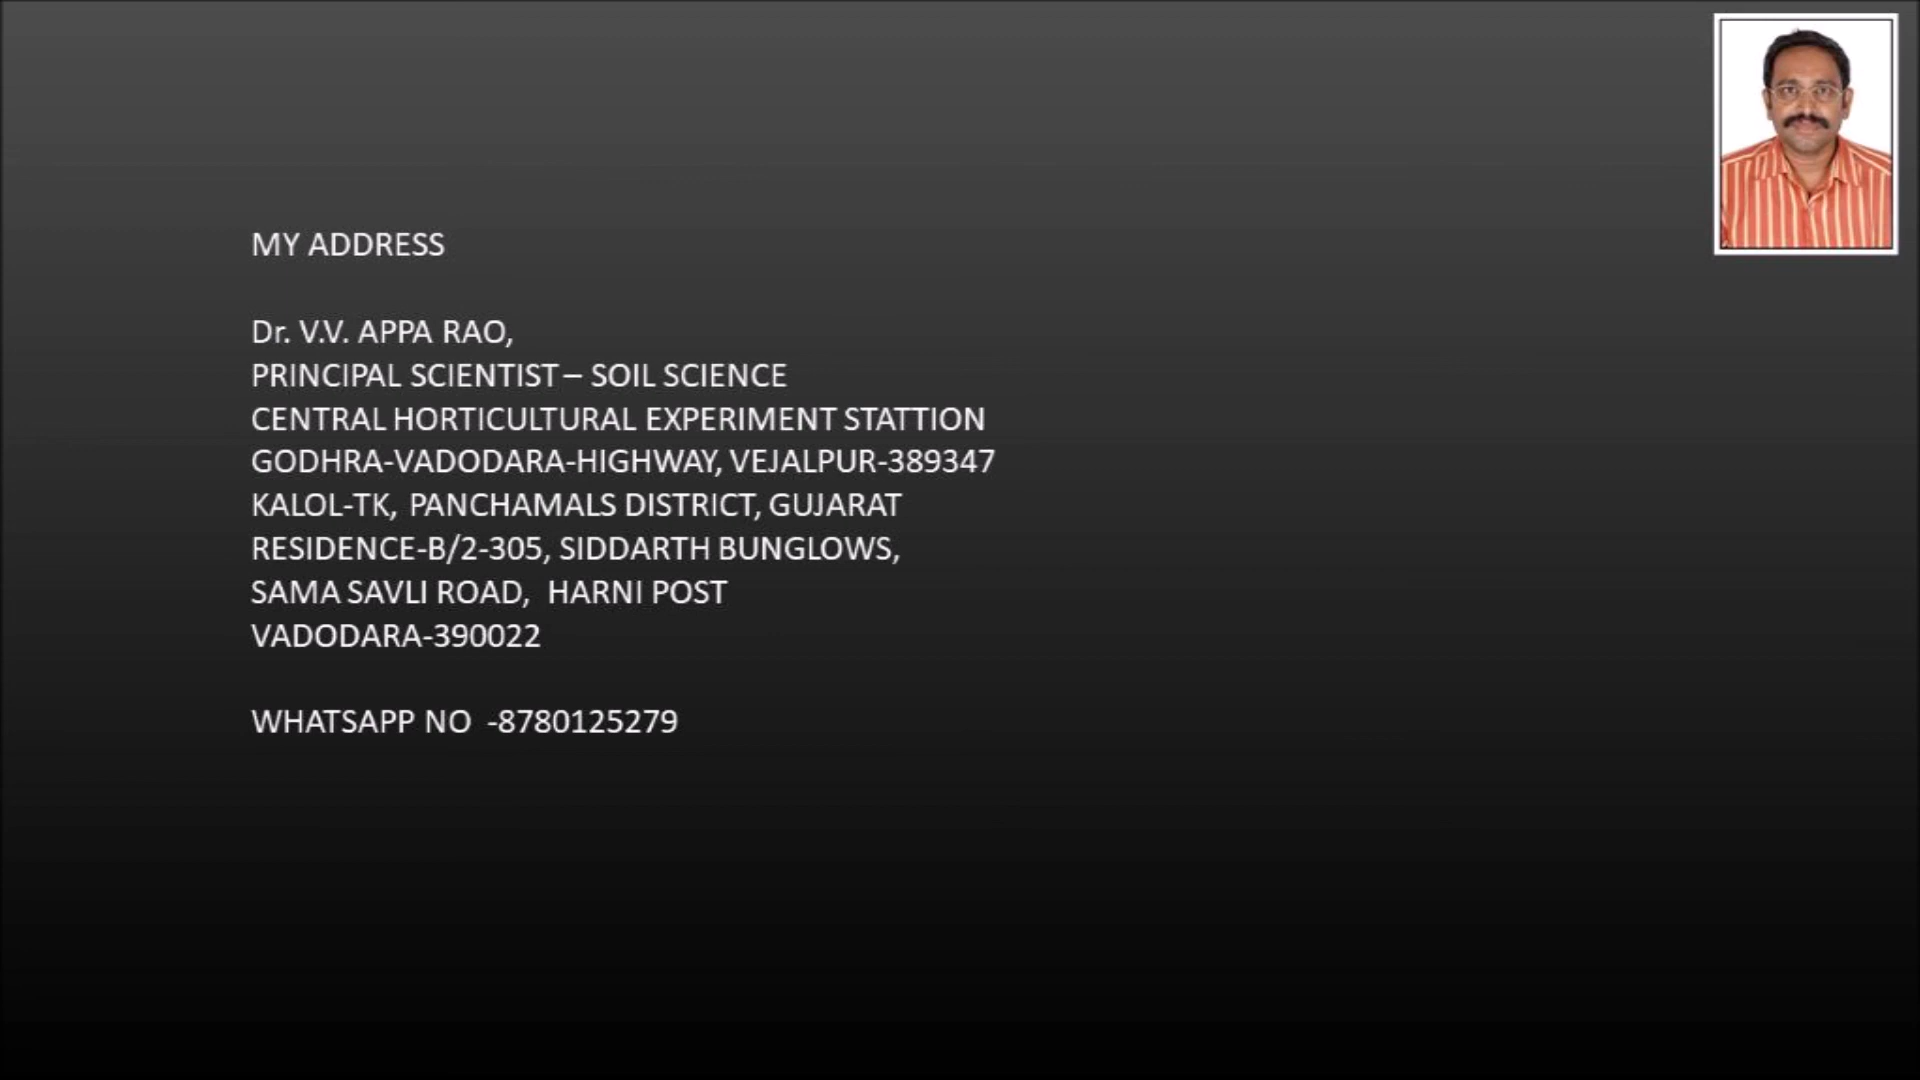 MY ADDRESS
Dr. V.V. APPA RAO,
PRINCIPAL SCIENTIST – SOIL SCIENCE
CENTRAL HORTICULTURAL EXPERIMENT STATTION
GODHRA-VADODARA-HIGHWAY, VEJALPUR-389347
KALOL-TK, PANCHAMALS DISTRICT, GUJARAT
RESIDENCE-B/2-305, SIDDARTH BUNGLOWS,
SAMA SAVLI ROAD, HARNI POST
VADODARA-390022
WHATSAPP NO -8780125279